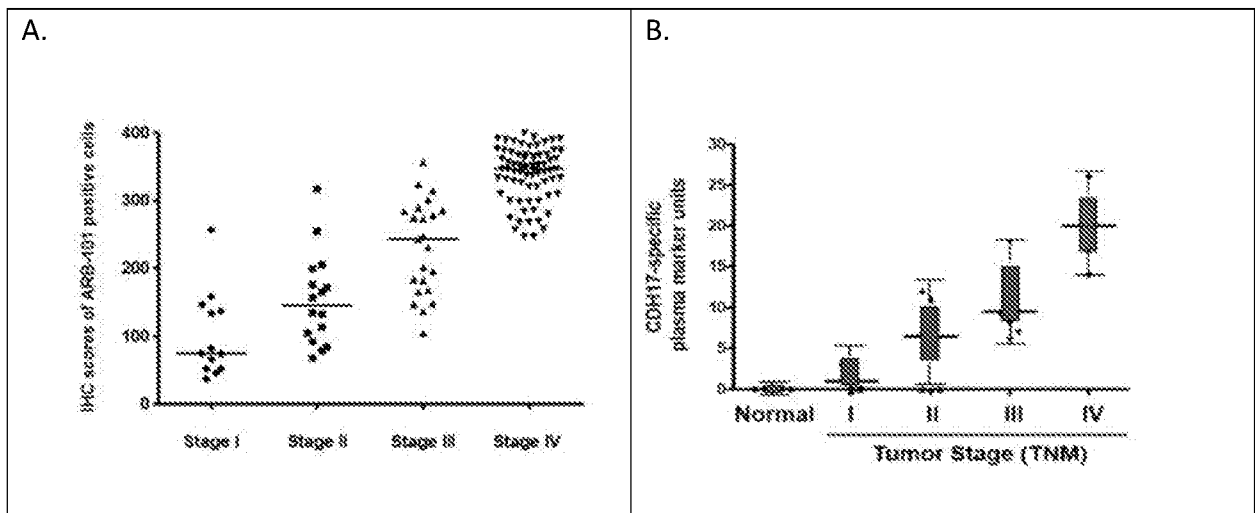 A.
IHC scores of ARB-101 positive cells
400
300
200
100
0
Stage I
Stage II
Stage III
Stage IV
B.
CDH17-specific
plasma marker units
30
25
20
15
10
5
0
Normal
I
II
III
IV
Tumor Stage (TNM)